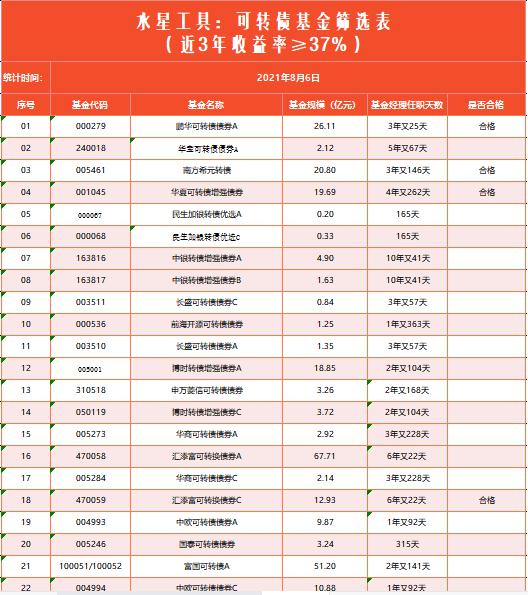 水星工具：可转债基金筛选表
（近3年收益率≥37%）
统计时间： 2021年8月6日
序号 基金代码 基金名称 基金规模（亿元） 基金经理任职天数 是否合格
01 000279 鹏华可转债债券A 26.11 3年又25天 合格
02 240018 华宝可转债债券A 2.12 5年又67天
03 005461 南方希元转债 20.80 3年又146天 合格
04 001045 华夏可转债增强债券 19.69 4年又262天 合格
05 000067 民生加银转债优选A 0.20 165天
06 000068 民生加银转债优选C 0.33 165天
07 163816 中银转债增强债券A 4.90 10年又41天
08 163817 中银转债增强债券B 1.63 10年又41天
09 003511 长盛可转债债券C 0.84 3年又57天
10 000536 前海开源可转债债券 1.25 1年又363天
11 003510 长盛可转债债券A 1.35 3年又57天
12 005001 博时转债增强债券A 18.85 2年又104天
13 310518 申万菱信可转债债券 3.26 2年又168天
14 050119 博时转债增强债券C 3.72 2年又104天
15 005273 华商可转债债券A 2.92 3年又228天
16 470058 汇添富可转换债券A 67.71 6年又22天
17 005284 华商可转债债券C 2.14 3年又228天
18 470059 汇添富可转换债券C 12.93 6年又22天 合格
19 004993 中欧可转债债券A 9.87 1年又92天
20 005246 国泰可转债债券 3.24 315天
21 100051/100052 富国可转债A 51.20 2年又141天
22 004994 中欧可转债债券C 10.88 1年又92天